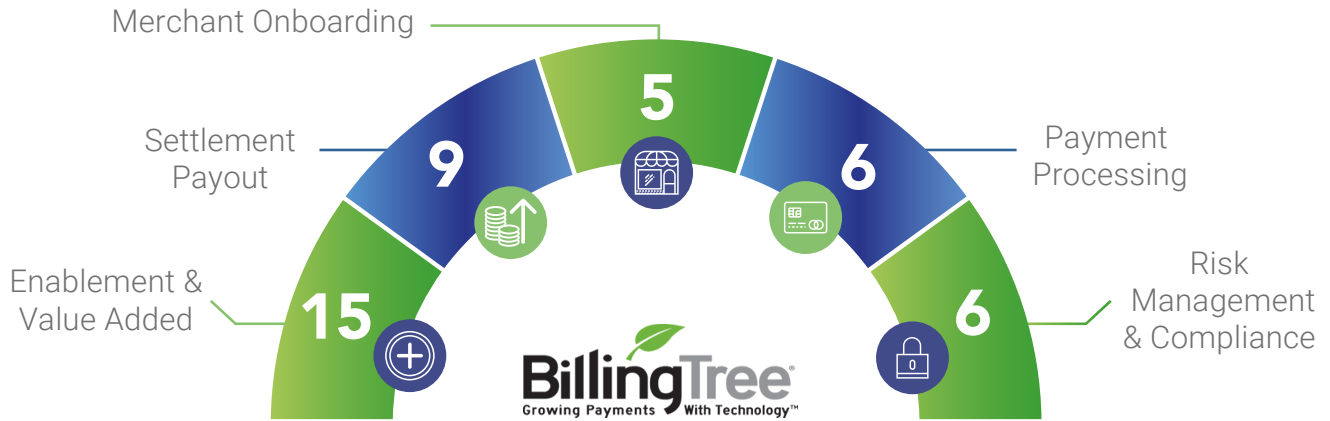 Merchant Onboarding
5
Settlement
Payout
9
6
Payment
Processing
Enablement &
Value Added
15
6
Risk
Management
& Compliance
0
BillingTree®
Growing Payments With Technology™